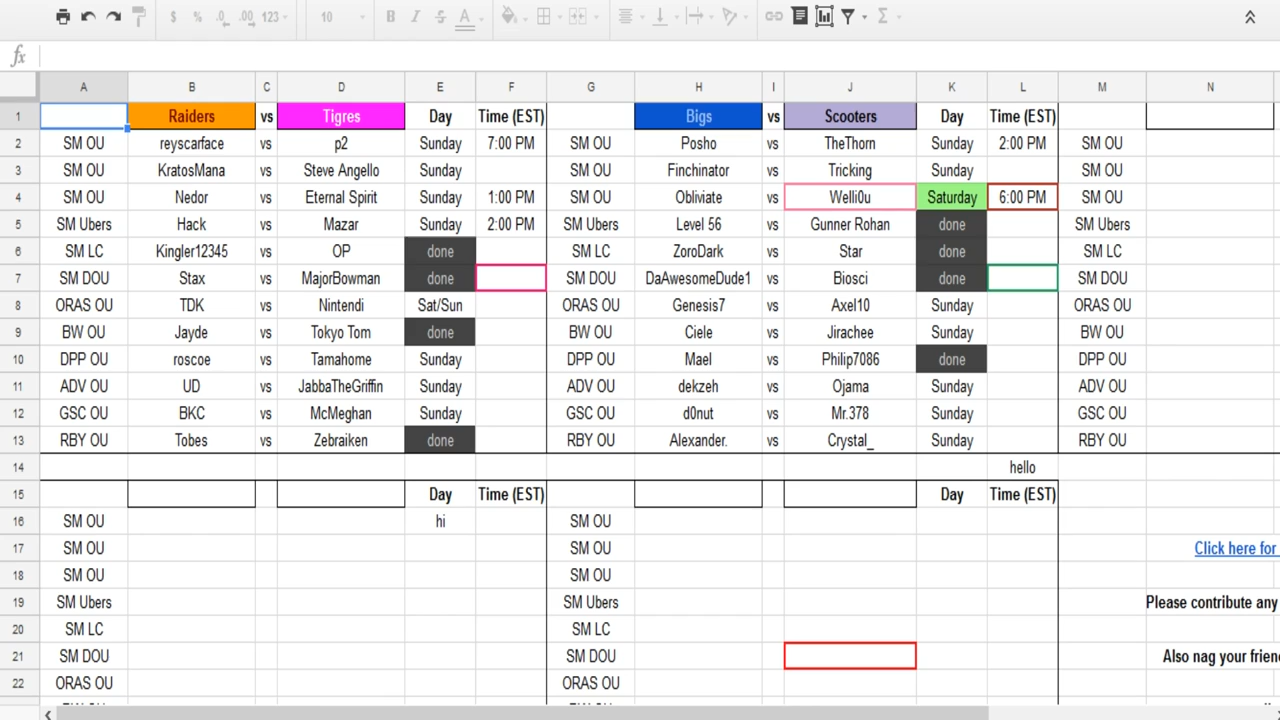 $ % .0 .00 123 10 B I S A Σ
fx
A B C D E F G H I J K L M N
1 Raiders vs Tigres Day Time (EST) Bigs vs Scooters Day Time (EST)
2 SM OU reyscarface vs p2 Sunday 7:00 PM SM OU Posho vs TheThorn Sunday 2:00 PM SM OU
3 SM OU KratosMana vs Steve Angello Sunday SM OU Finchinator vs Tricking Sunday SM OU
4 SM OU Nedor vs Eternal Spirit Sunday 1:00 PM SM OU Obliviate vs Welli0u Saturday 6:00 PM SM OU
5 SM Ubers Hack vs Mazar Sunday 2:00 PM SM Ubers Level 56 vs Gunner Rohan done SM Ubers
6 SM LC Kingler12345 vs OP done SM LC ZoroDark vs Star done SM LC
7 SM DOU Stax vs MajorBowman done SM DOU DaAwesomeDude1 vs Biosci done SM DOU
8 ORAS OU TDK vs Nintendi Sat/Sun ORAS OU Genesis7 vs Axel10 Sunday ORAS OU
9 BW OU Jayde vs Tokyo Tom done BW OU Ciele vs Jirachee Sunday BW OU
10 DPP OU roscoe vs Tamahome Sunday DPP OU Mael vs Philip7086 done DPP OU
11 ADV OU UD vs JabbaTheGriffin Sunday ADV OU dekzeh vs Ojama Sunday ADV OU
12 GSC OU BKC vs McMeghan Sunday GSC OU d0nut vs Mr.378 Sunday GSC OU
13 RBY OU Tobes vs Zebraiken done RBY OU Alexander. vs Crystal_ Sunday RBY OU
14 hello
15 Day Time (EST) Day Time (EST)
16 SM OU hi SM OU
17 SM OU SM OU Click here for
18 SM OU SM OU
19 SM Ubers SM Ubers Please contribute any
20 SM LC SM LC
21 SM DOU SM DOU Also nag your frien
22 ORAS OU ORAS OU